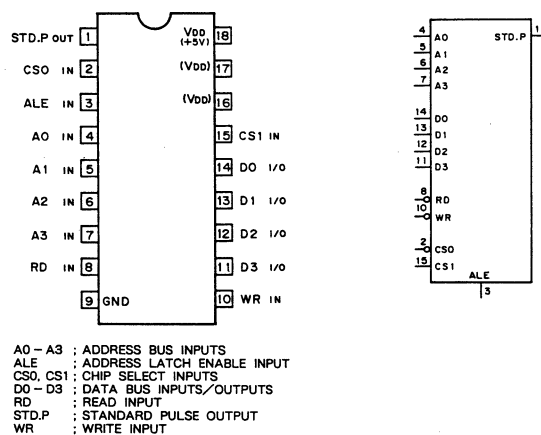 STD.P OUT 1 VDD (+5V) 18
CS0 IN 2 (VDD) 17
ALE IN 3 (VDD) 16
A0 IN 4 15 CS1 IN
A1 IN 5 14 D0 I/O
A2 IN 6 13 D1 I/O
A3 IN 7 12 D2 I/O
RD IN 8 11 D3 I/O
9 GND 10 WR IN
4 A0 STD.P 1
5 A1
6 A2
7 A3
14 D0
13 D1
12 D2
11 D3
8 RD
10 WR
2 CS0
15 CS1
ALE
3
A0 - A3 ; ADDRESS BUS INPUTS
ALE ; ADDRESS LATCH ENABLE INPUT
CS0, CS1 ; CHIP SELECT INPUTS
D0 - D3 ; DATA BUS INPUTS/OUTPUTS
RD ; READ INPUT
STD.P ; STANDARD PULSE OUTPUT
WR ; WRITE INPUT